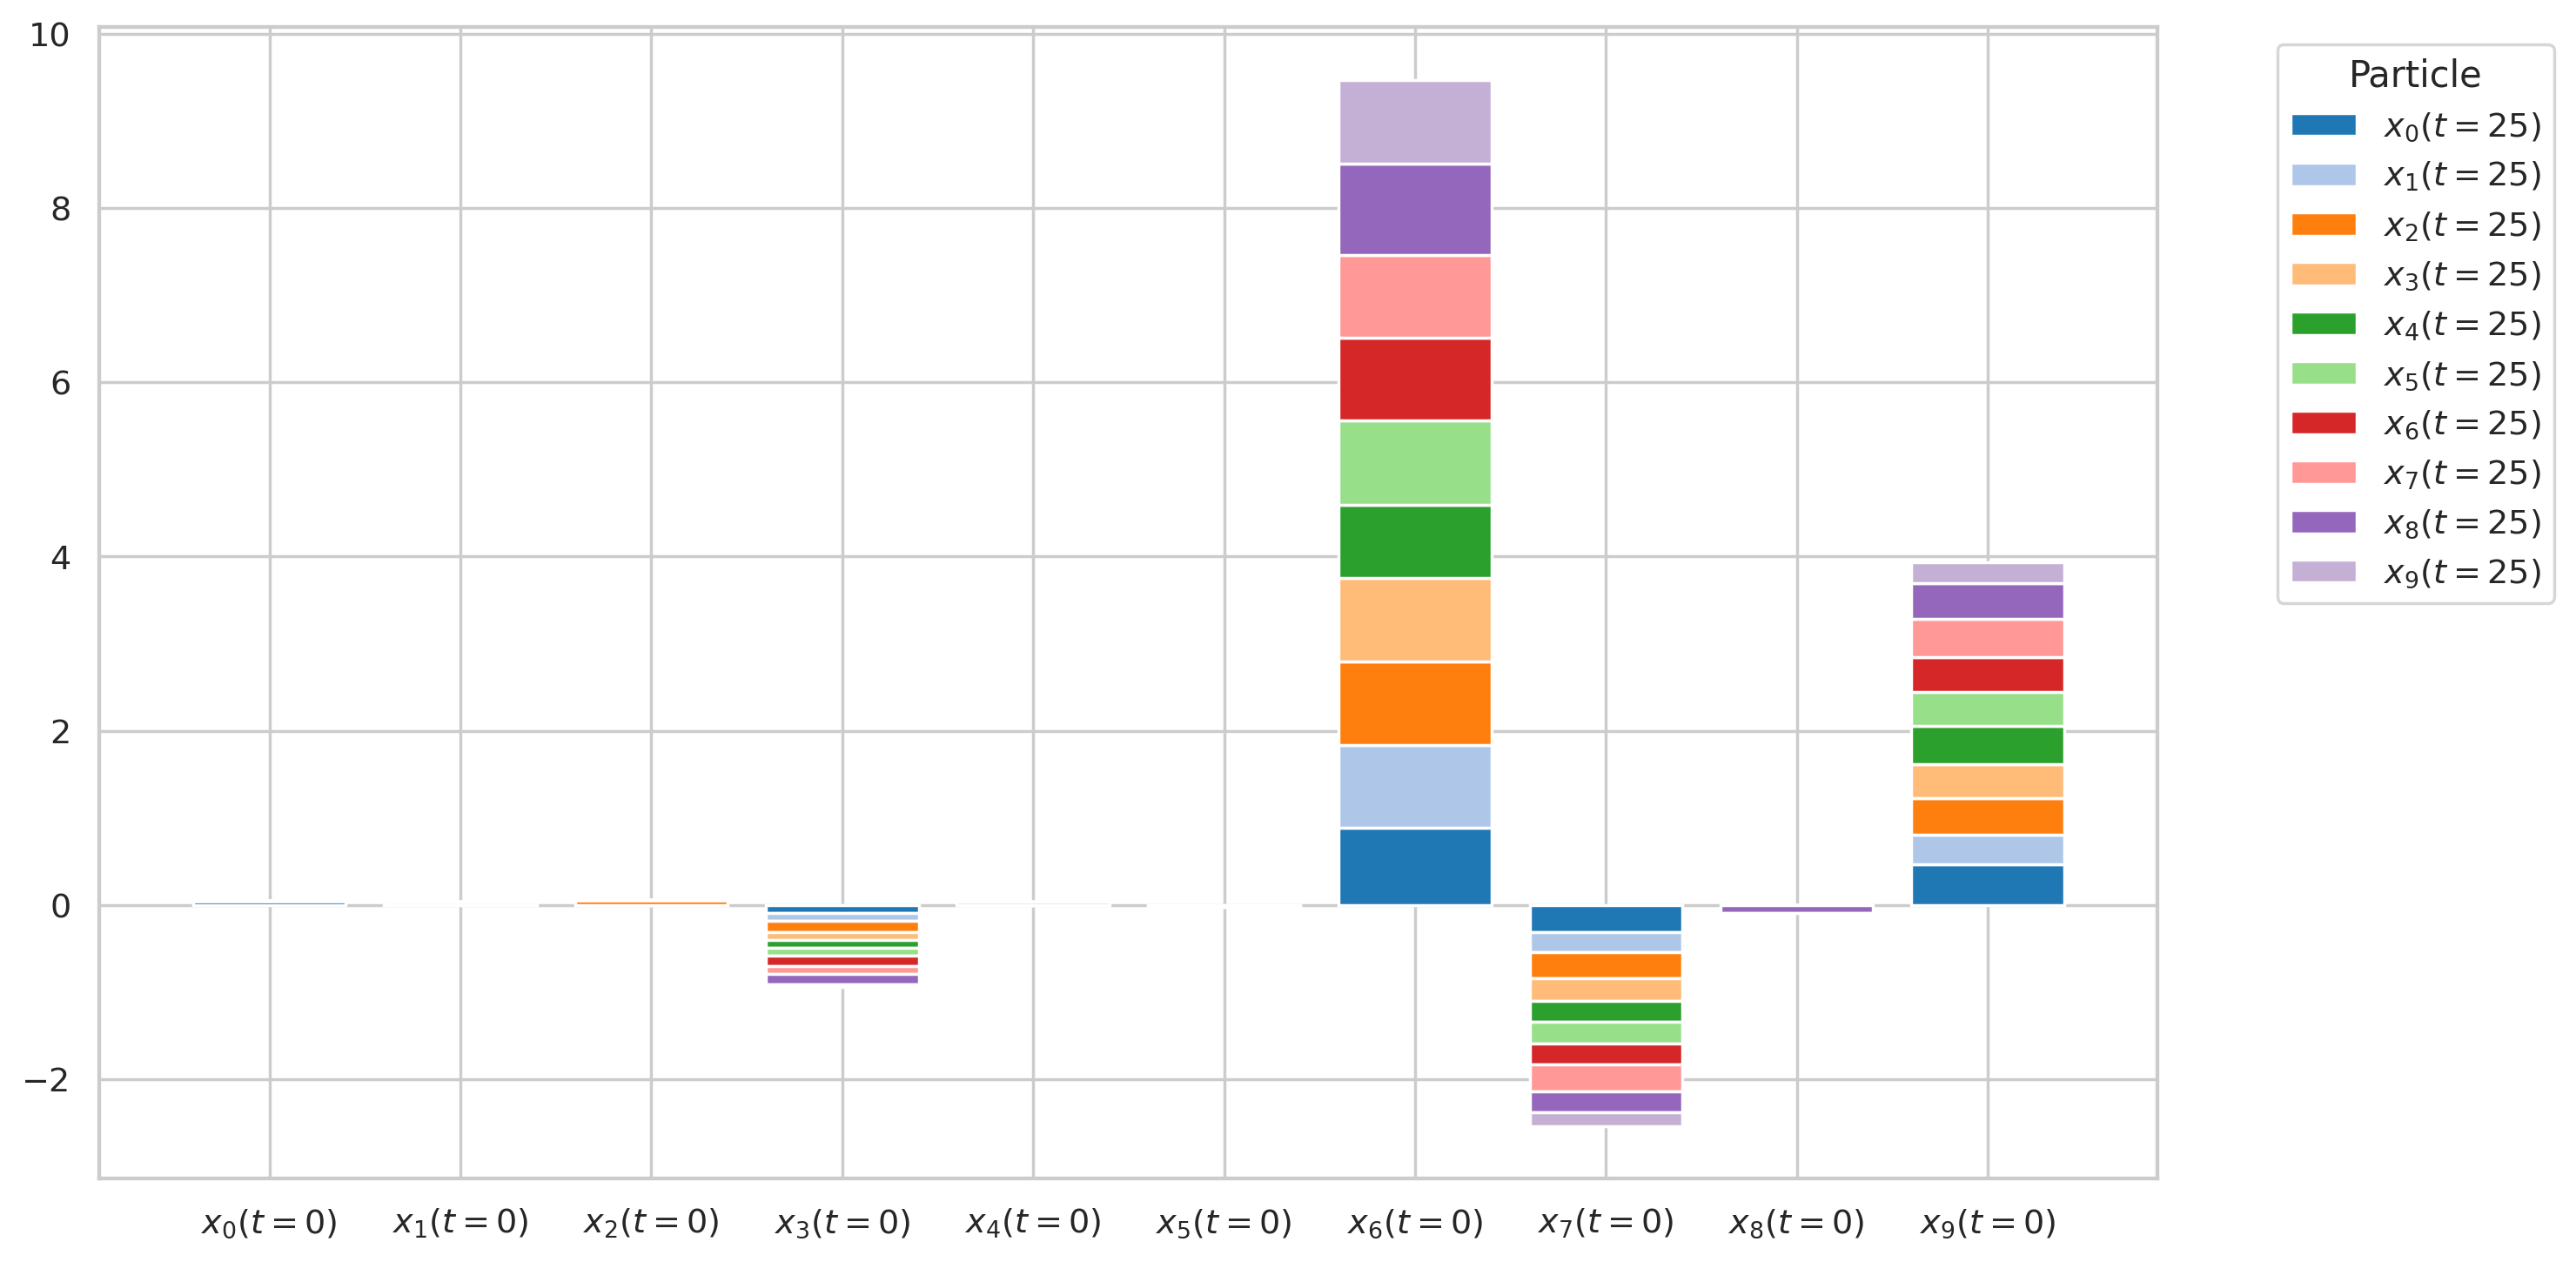 10
8
6
4
2
0
−2
x₀(t = 0) x₁(t = 0) x₂(t = 0) x₃(t = 0) x₄(t = 0) x₅(t = 0) x₆(t = 0) x₇(t = 0) x₈(t = 0) x₉(t = 0)
Particle
x₀(t = 25)
x₁(t = 25)
x₂(t = 25)
x₃(t = 25)
x₄(t = 25)
x₅(t = 25)
x₆(t = 25)
x₇(t = 25)
x₈(t = 25)
x₉(t = 25)